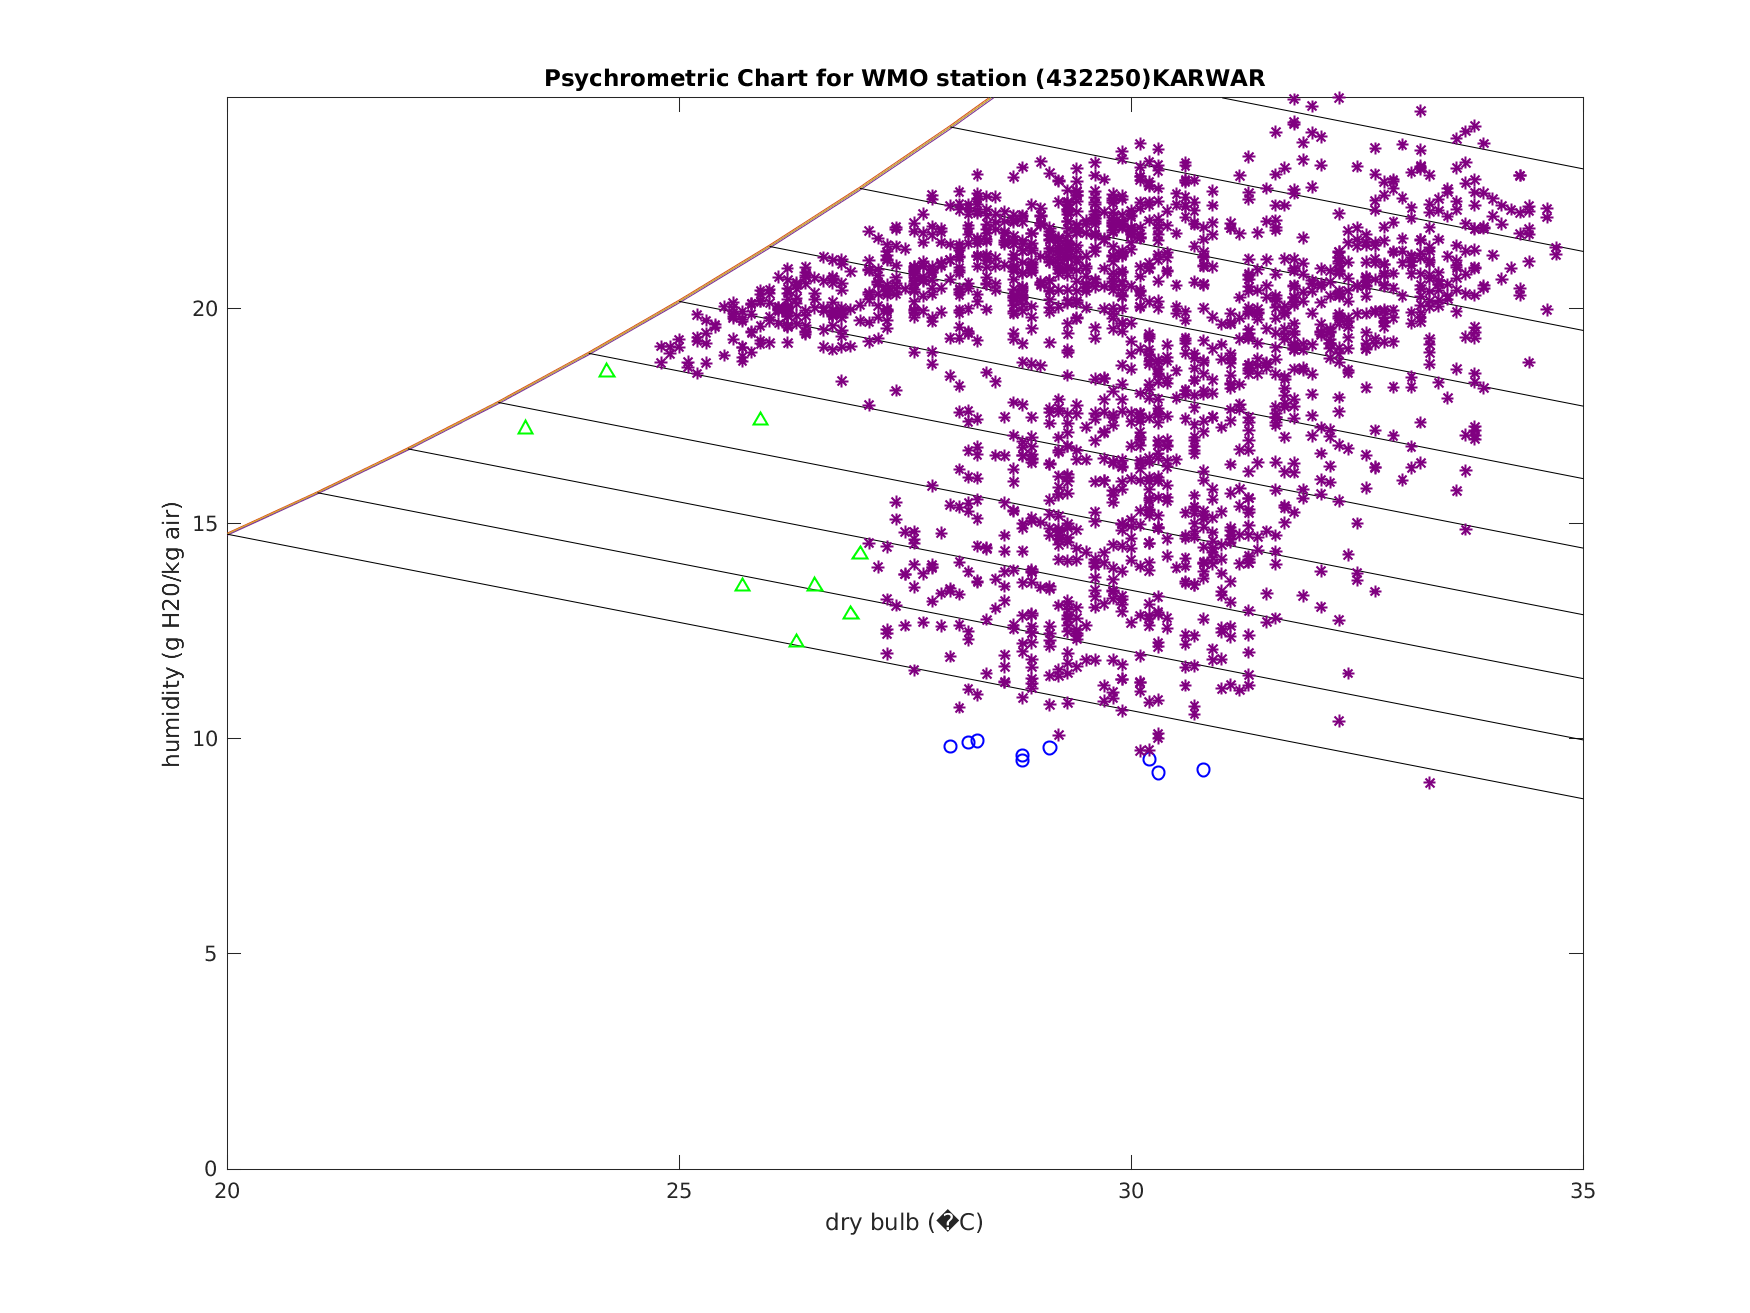 Psychrometric Chart for WMO station (432250)KARWAR
humidity (g H20/kg air)
20
15
10
5
0
20 25 30 35
dry bulb (�C)